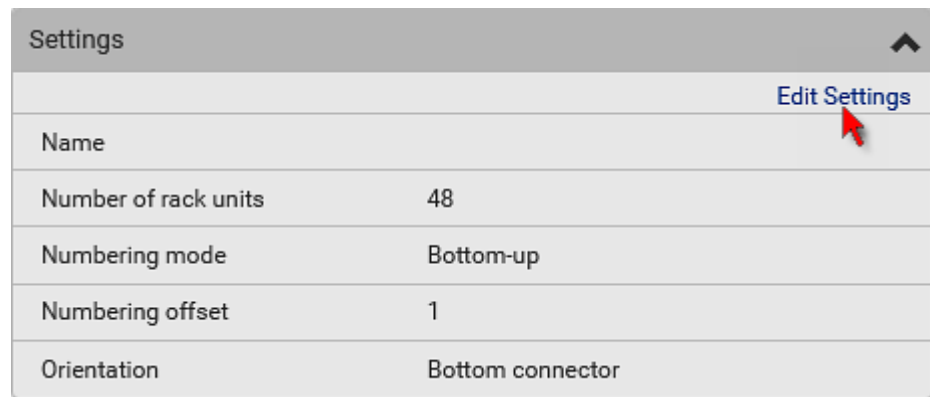 Settings
Edit Settings
Name
Number of rack units 48
Numbering mode Bottom-up
Numbering offset 1
Orientation Bottom connector